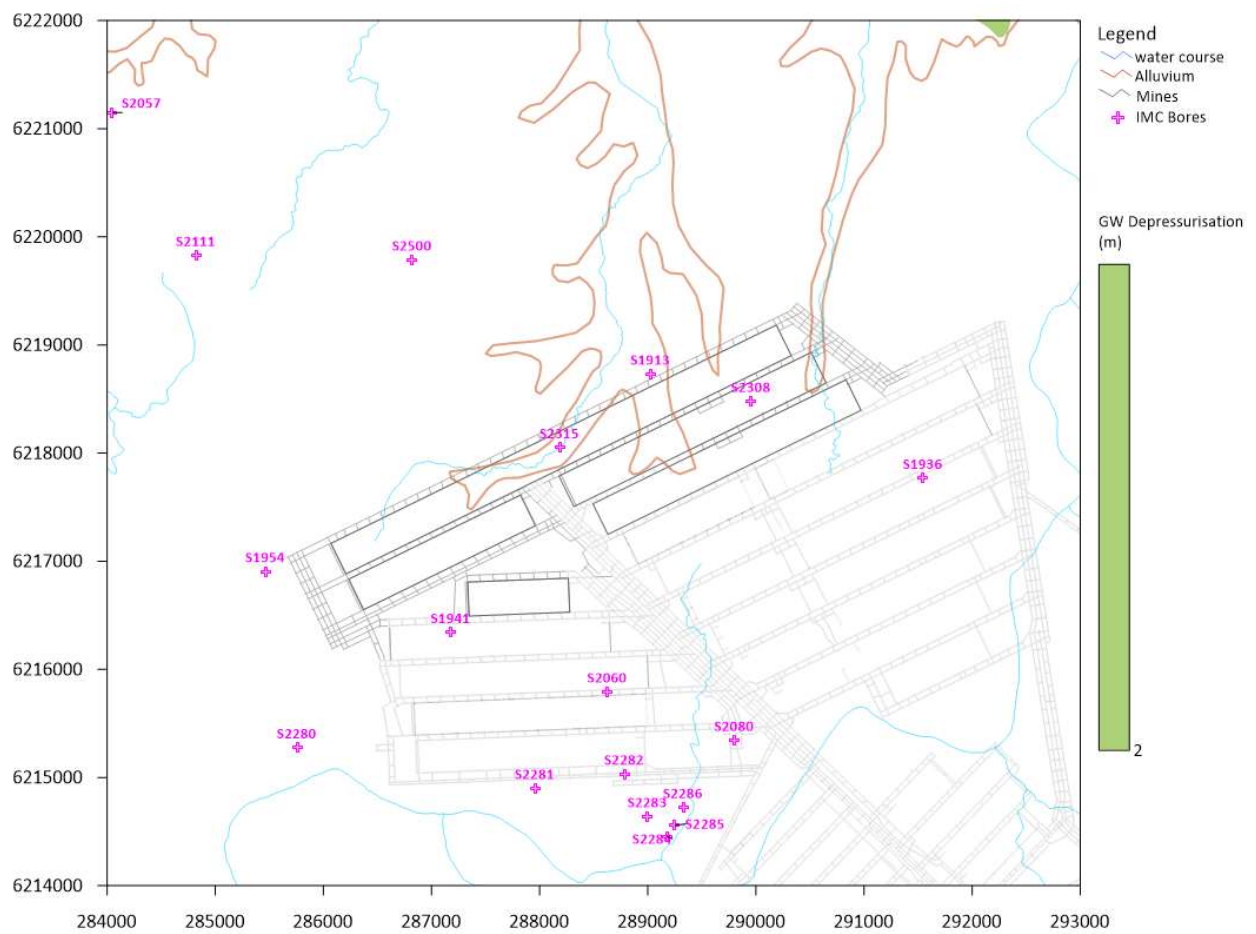 6222000
Legend
water course
Alluvium
Mines
IMC Bores
S2057
6221000
GW Depressurisation
(m)
6220000
S2111
S2500
6219000
S1913
S2308
6218000
S2315
S1936
6217000
S1954
S1941
6216000
S2060
S2080
S2280
2
6215000
S2282
S2281
S2286
S2283
S2285
S2284
6214000
284000
285000
286000
287000
288000
289000
290000
291000
292000
293000